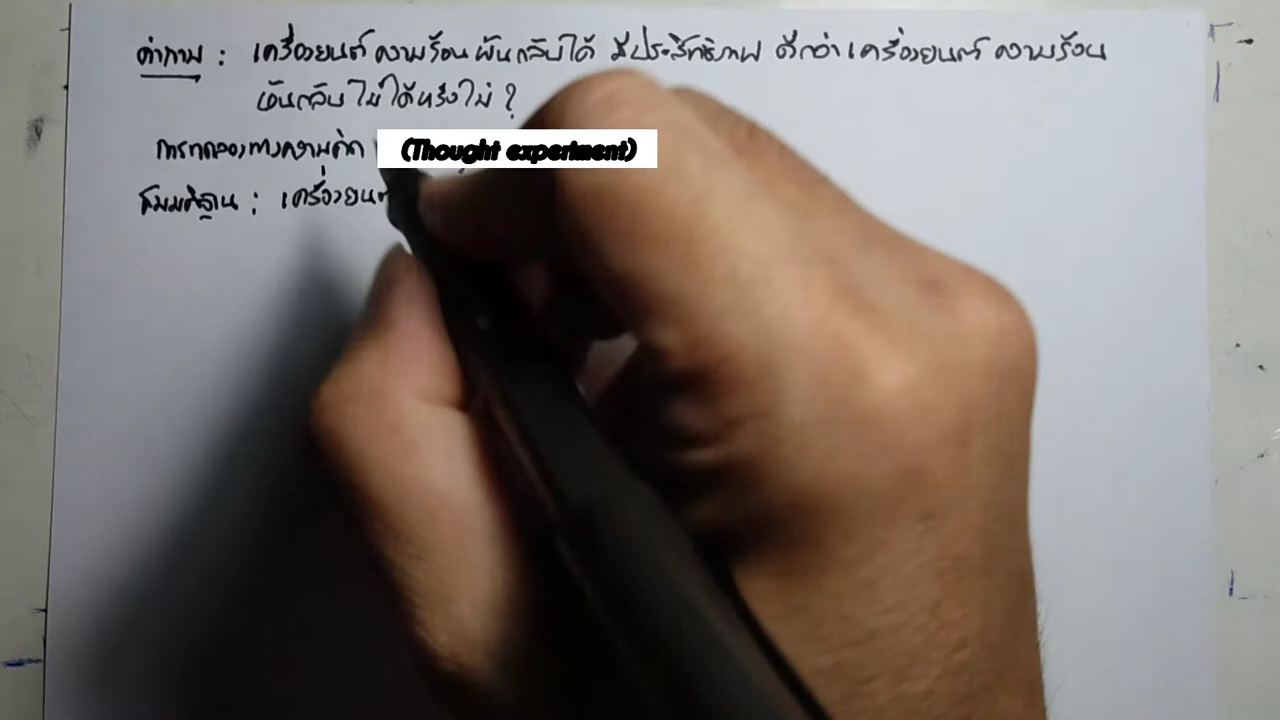 คำถาม : เครื่องยนต์ความร้อนผันกลับได้ มีประสิทธิภาพ ดีกว่าเครื่องยนต์ความร้อน
ผันกลับไม่ได้หรือไม่ ?
การทดลองทางความคิด (Thought experiment)
สมมติฐาน : เครื่องยนต์